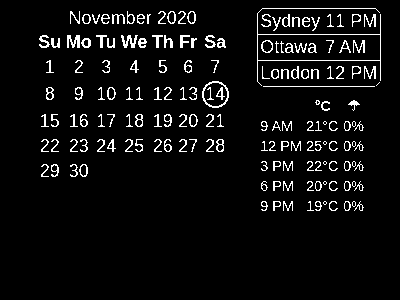 November 2020
Su Mo Tu We Th Fr Sa
1 2 3 4 5 6 7
8 9 10 11 12 13 14
15 16 17 18 19 20 21
22 23 24 25 26 27 28
29 30
Sydney 11 PM
Ottawa 7 AM
London 12 PM
°C ☂
9 AM 21°C 0%
12 PM 25°C 0%
3 PM 22°C 0%
6 PM 20°C 0%
9 PM 19°C 0%